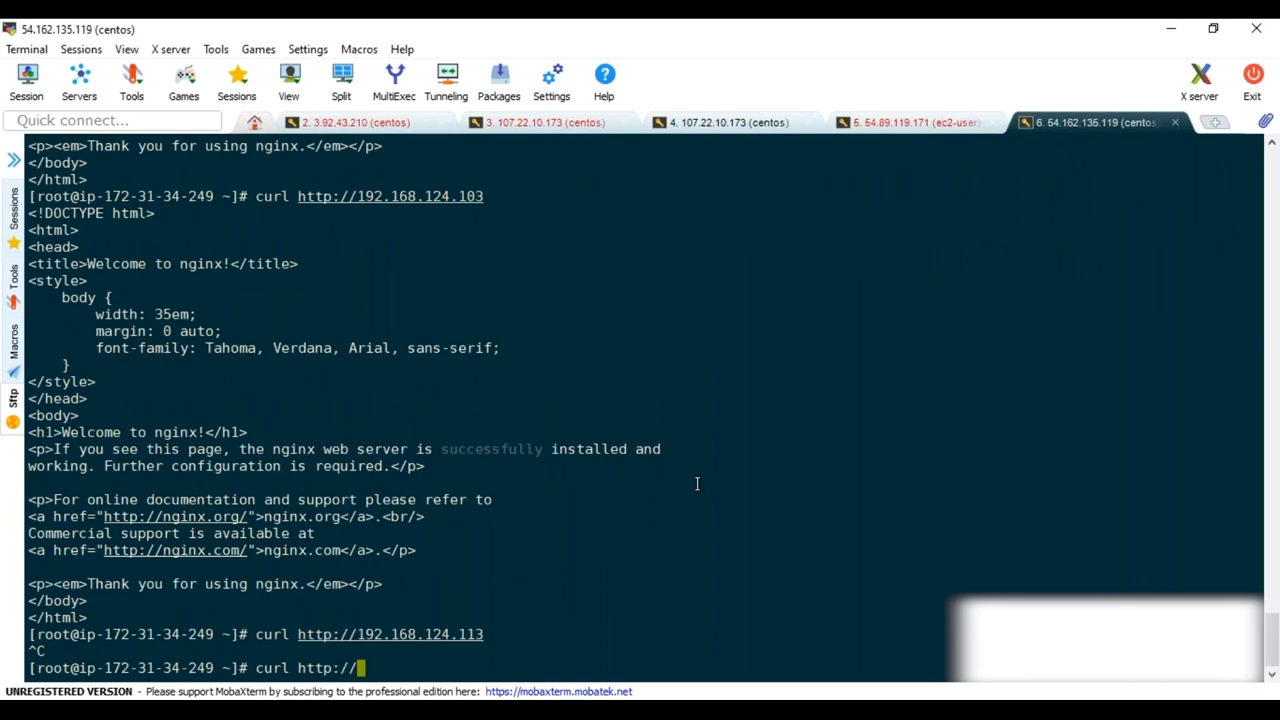 54.162.135.119 (centos)
Terminal Sessions View X server Tools Games Settings Macros Help
Session Servers Tools Games Sessions View Split MultiExec Tunneling Packages Settings Help X server Exit
Quick connect... 2. 3.92.43.210 (centos) 3. 107.22.10.173 (centos) 4. 107.22.10.173 (centos) 5. 54.89.119.171 (ec2-user) 6. 54.162.135.119 (centos
Sessions
Tools
Macros
Sftp
<p><em>Thank you for using nginx.</em></p>
</body>
</html>
[root@ip-172-31-34-249 ~]# curl http://192.168.124.103
<!DOCTYPE html>
<html>
<head>
<title>Welcome to nginx!</title>
<style>
    body {
        width: 35em;
        margin: 0 auto;
        font-family: Tahoma, Verdana, Arial, sans-serif;
    }
</style>
</head>
<body>
<h1>Welcome to nginx!</h1>
<p>If you see this page, the nginx web server is successfully installed and
working. Further configuration is required.</p>
<p>For online documentation and support please refer to
<a href="http://nginx.org/">nginx.org</a>.<br/>
Commercial support is available at
<a href="http://nginx.com/">nginx.com</a>.</p>
<p><em>Thank you for using nginx.</em></p>
</body>
</html>
[root@ip-172-31-34-249 ~]# curl http://192.168.124.113
^C
[root@ip-172-31-34-249 ~]# curl http://
UNREGISTERED VERSION - Please support MobaXterm by subscribing to the professional edition here: https://mobaxterm.mobatek.net